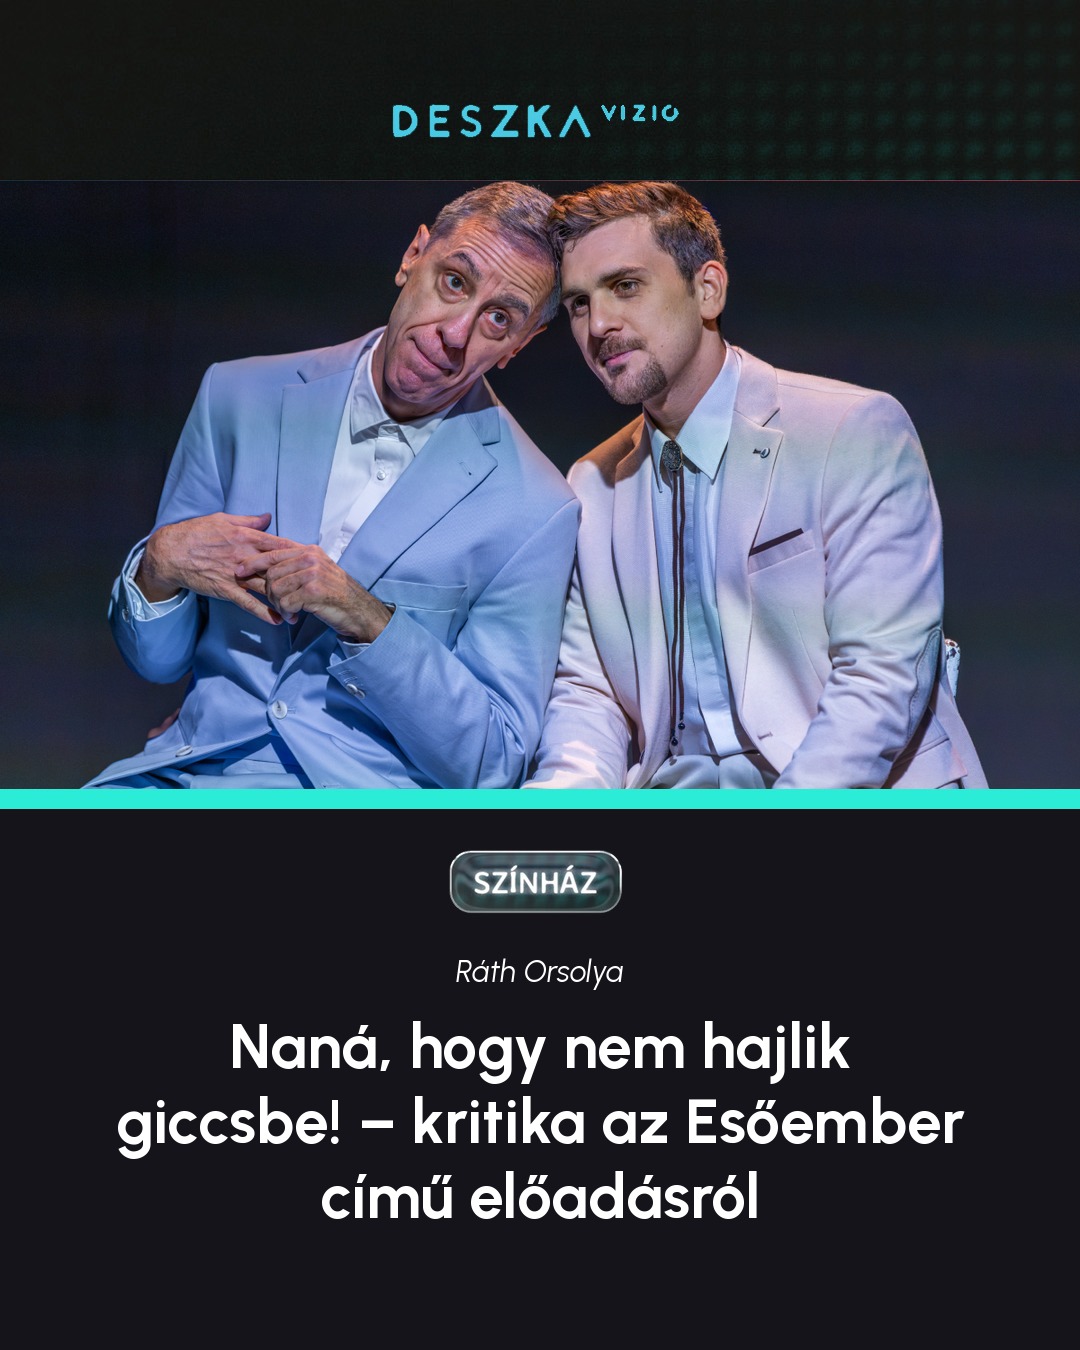 DESZKA VIZIO
SZÍNHÁZ
Ráth Orsolya
Naná, hogy nem hajlik
giccsbe! – kritika az Esőember
című előadásról